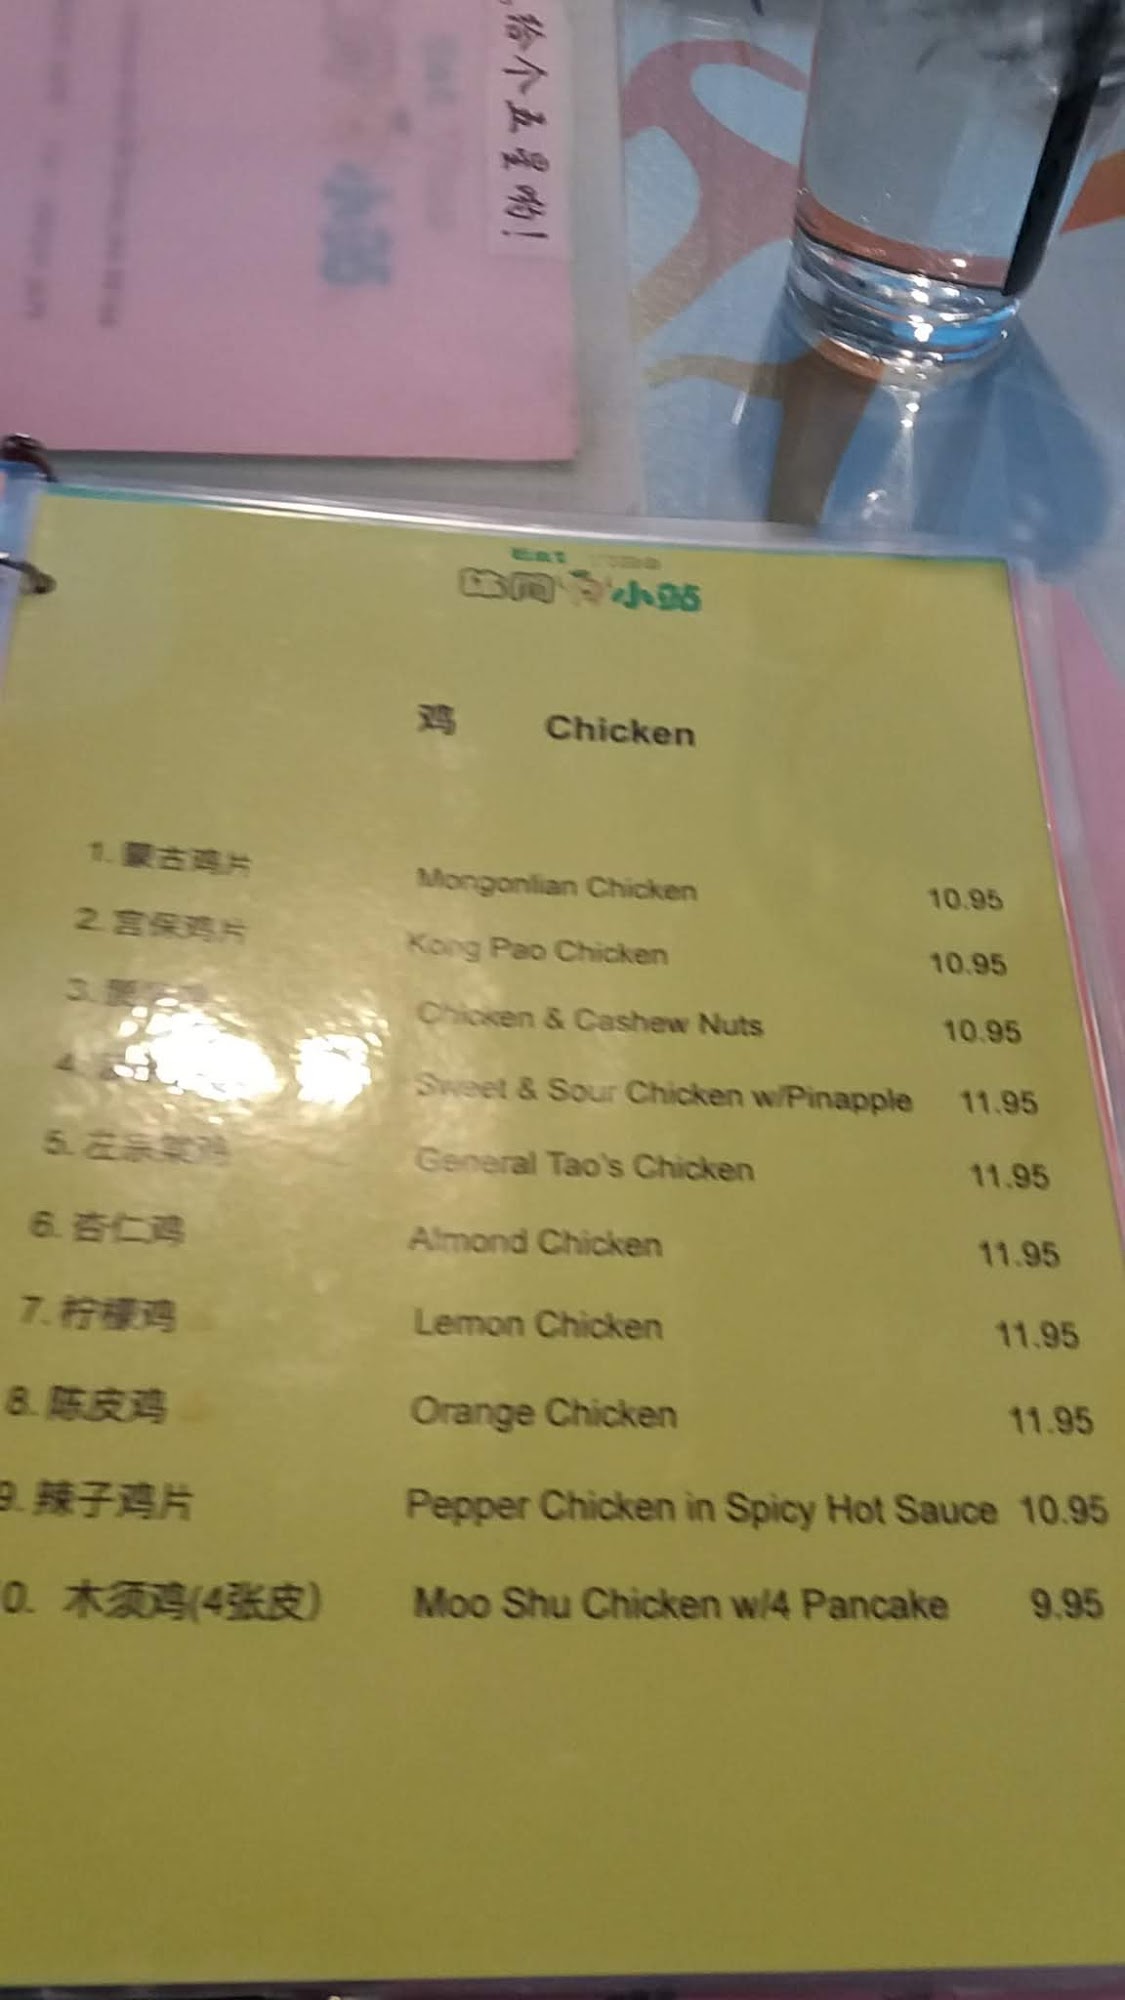 给个五星哟!
小站
Eat
小站
鸡 Chicken
1. 蒙古鸡片 Mongonlian Chicken 10.95
2. 宫保鸡片 Kong Pao Chicken 10.95
3. Chicken & Cashew Nuts 10.95
4. Sweet & Sour Chicken w/Pinapple 11.95
5. 左宗棠鸡 General Tao's Chicken 11.95
6. 杏仁鸡 Almond Chicken 11.95
7. 柠檬鸡 Lemon Chicken 11.95
8. 陈皮鸡 Orange Chicken 11.95
9. 辣子鸡片 Pepper Chicken in Spicy Hot Sauce 10.95
0. 木须鸡(4张皮) Moo Shu Chicken w/4 Pancake 9.95